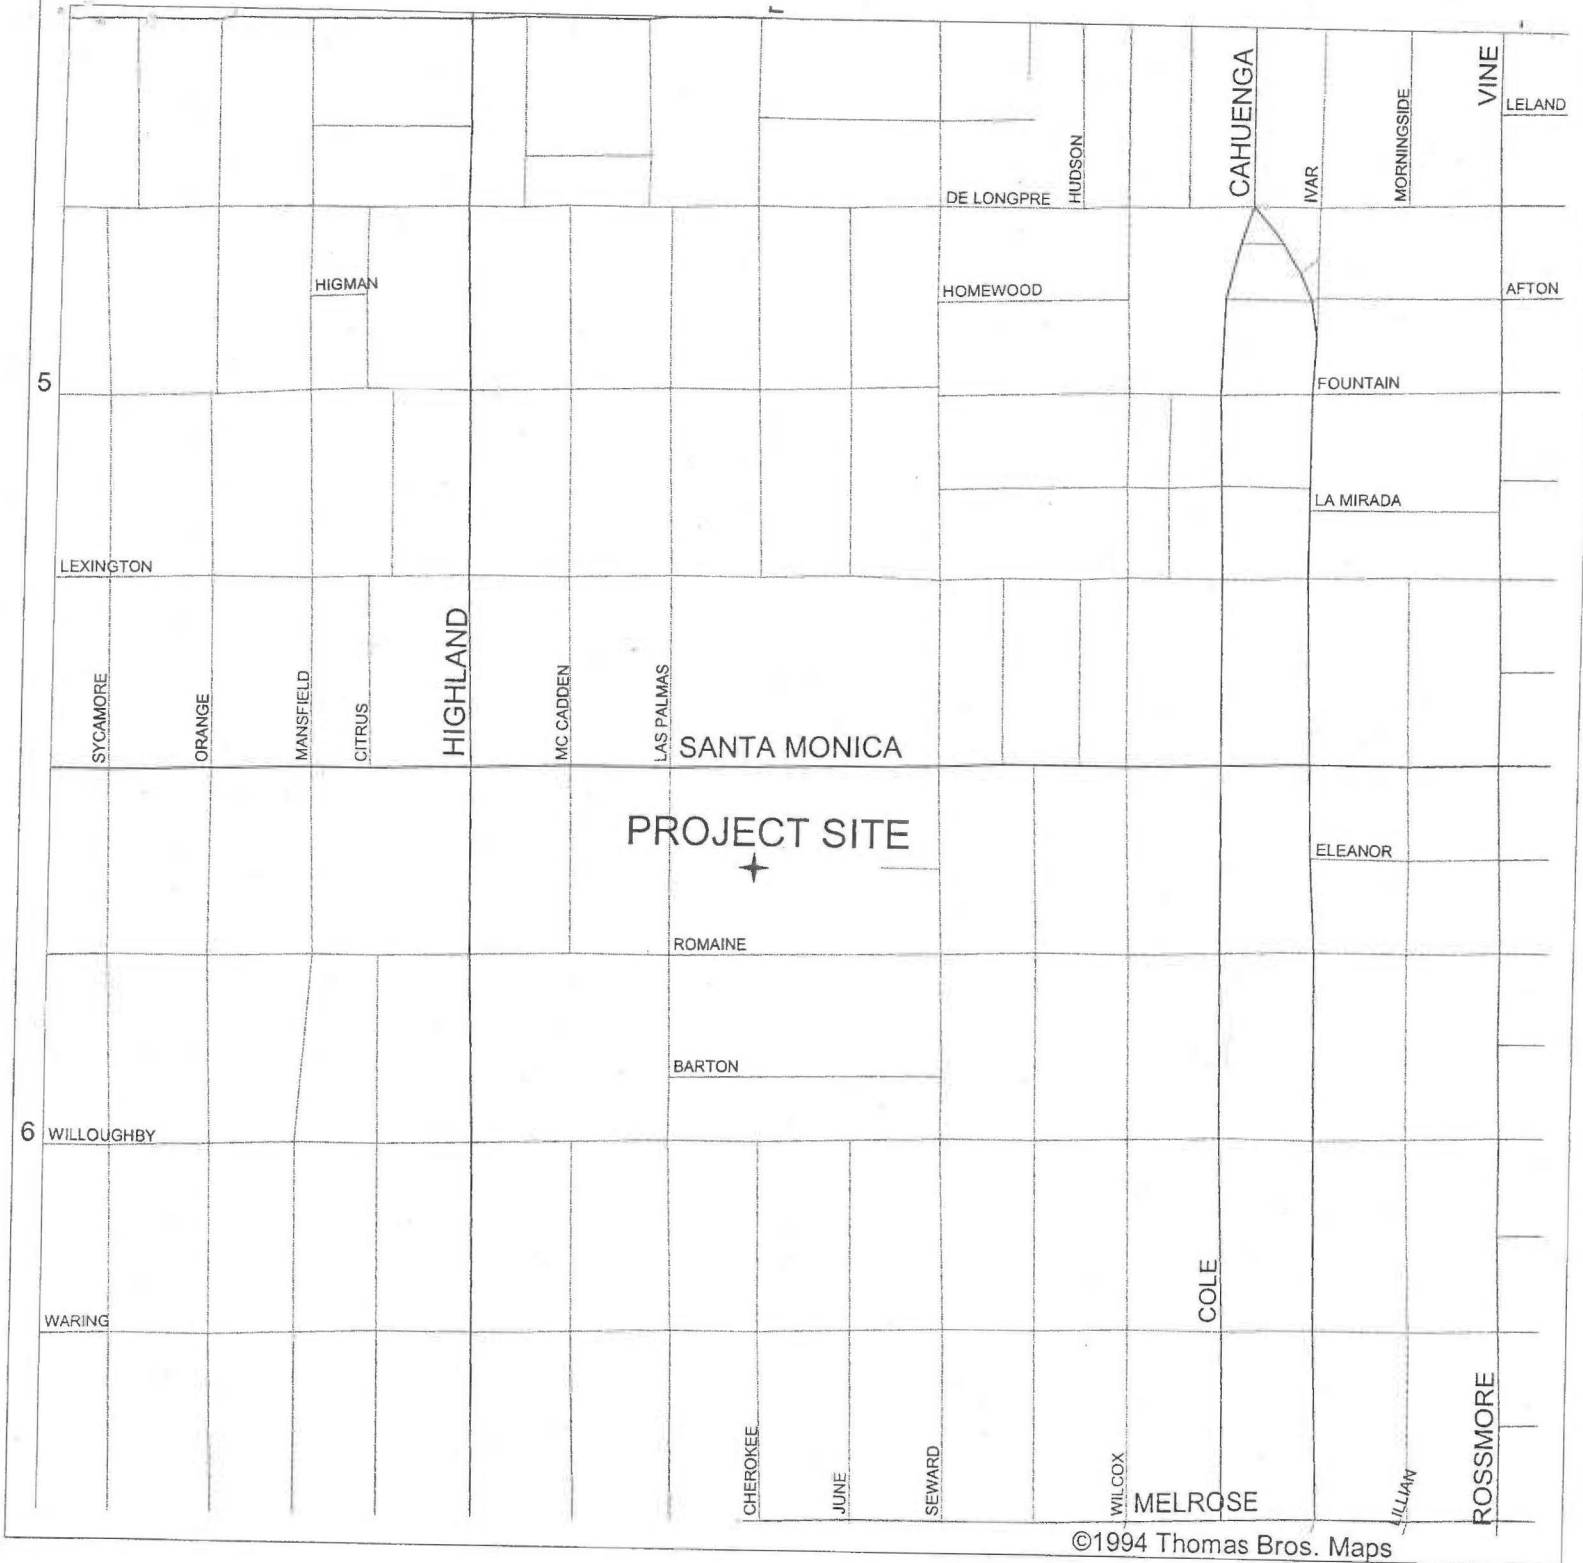 VINE
CAHUENGA
LELAND
MORNINGSIDE
HUDSON
IVAR
DE LONGPRE
HIGMAN
HOMEWOOD
AFTON
5
FOUNTAIN
LA MIRADA
LEXINGTON
SYCAMORE
ORANGE
MANSFIELD
CITRUS
HIGHLAND
MC CADDEN
LAS PALMAS
SANTA MONICA
PROJECT SITE
ELEANOR
ROMAINE
BARTON
6
WILLOUGHBY
COLE
WARING
CHEROKEE
JUNE
SEWARD
WILCOX
MELROSE
LILLIAN
ROSSMORE
©1994 Thomas Bros. Maps